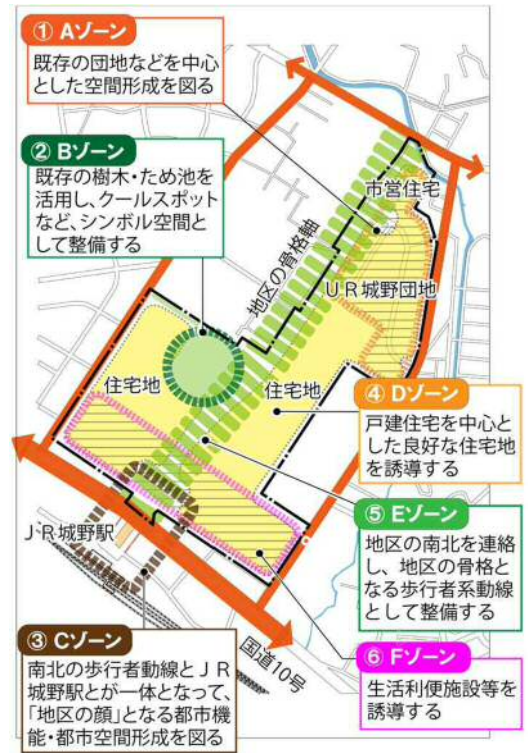 ① Aゾーン
既存の団地などを中心
とした空間形成を図る
② Bゾーン
既存の樹木・ため池を
活用し、クールスポット
など、シンボル空間と
して整備する
市営住宅
地区の骨格軸
UR城野団地
住宅地
住宅地
④ Dゾーン
戸建住宅を中心と
した良好な住宅地
を誘導する
⑤ Eゾーン
地区の南北を連絡
し、地区の骨格と
なる歩行者系動線
として整備する
JR城野駅
③ Cゾーン
南北の歩行者動線とJR
城野駅とが一体となって、
「地区の顔」となる都市機
能・都市空間形成を図る
国道10号
⑥ Fゾーン
生活利便施設等を
誘導する